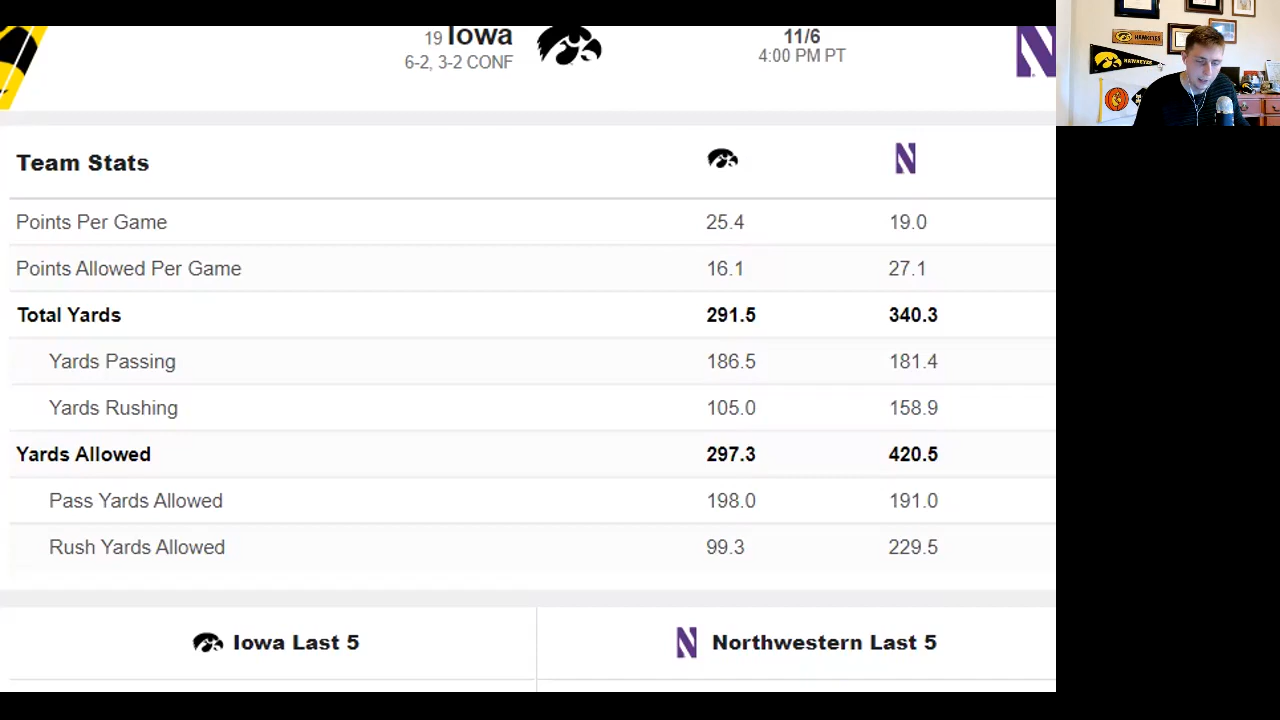 19 Iowa
6-2, 3-2 CONF
11/6
4:00 PM PT
HAWKEYES
HAWKEYES
Team Stats
Points Per Game 25.4 19.0
Points Allowed Per Game 16.1 27.1
Total Yards 291.5 340.3
Yards Passing 186.5 181.4
Yards Rushing 105.0 158.9
Yards Allowed 297.3 420.5
Pass Yards Allowed 198.0 191.0
Rush Yards Allowed 99.3 229.5
Iowa Last 5
N Northwestern Last 5